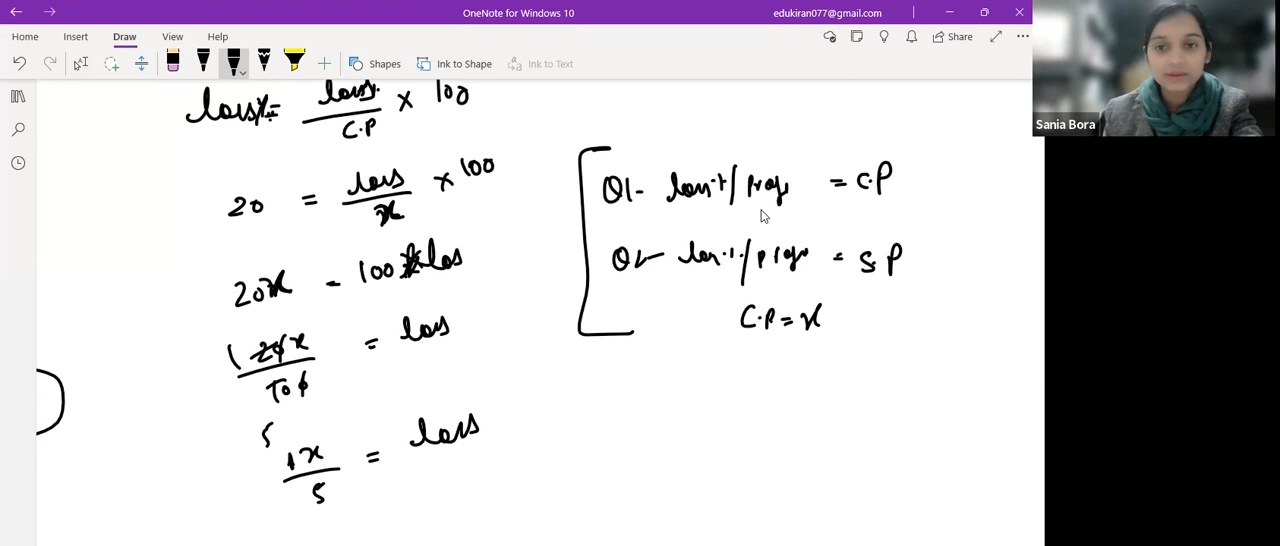 OneNote for Windows 10
edukiran077@gmail.com
Home Insert Draw View Help
Share
Shapes Ink to Shape Ink to Text
Sania Bora
loss%= loss/C.P × 100
20 = loss/x × 100
20x = 100 loss
20x/100 = loss
1x/5 = loss
Q1- loss%/Prof = C.P
Q2- loss%/Prof = S.P
C.P = x